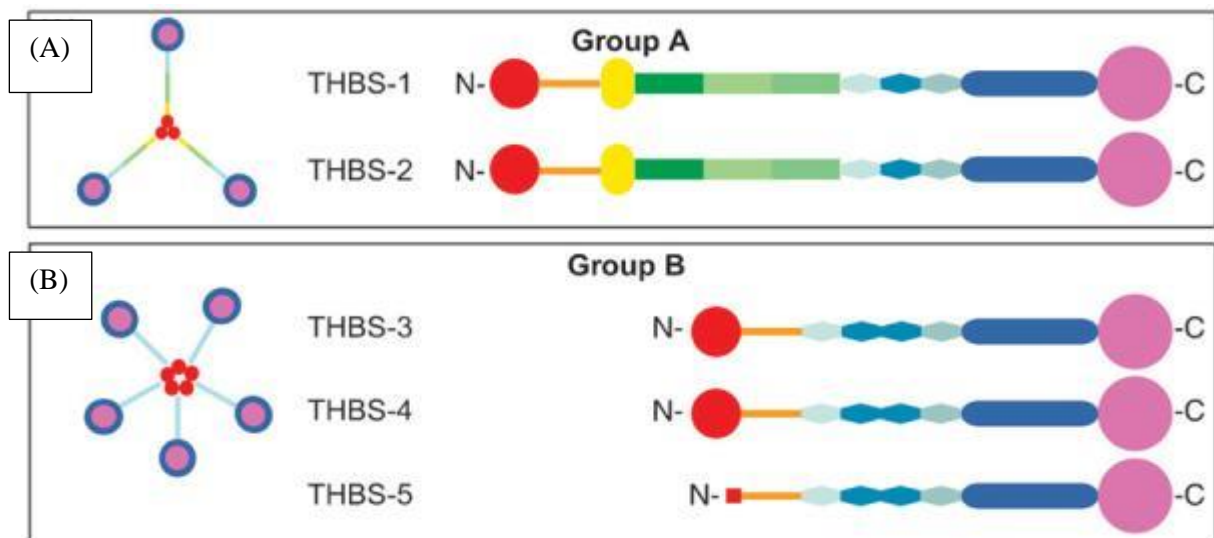 (A)
Group A
THBS-1 N- -C
THBS-2 N- -C
(B)
Group B
THBS-3 N- -C
THBS-4 N- -C
THBS-5 N- -C